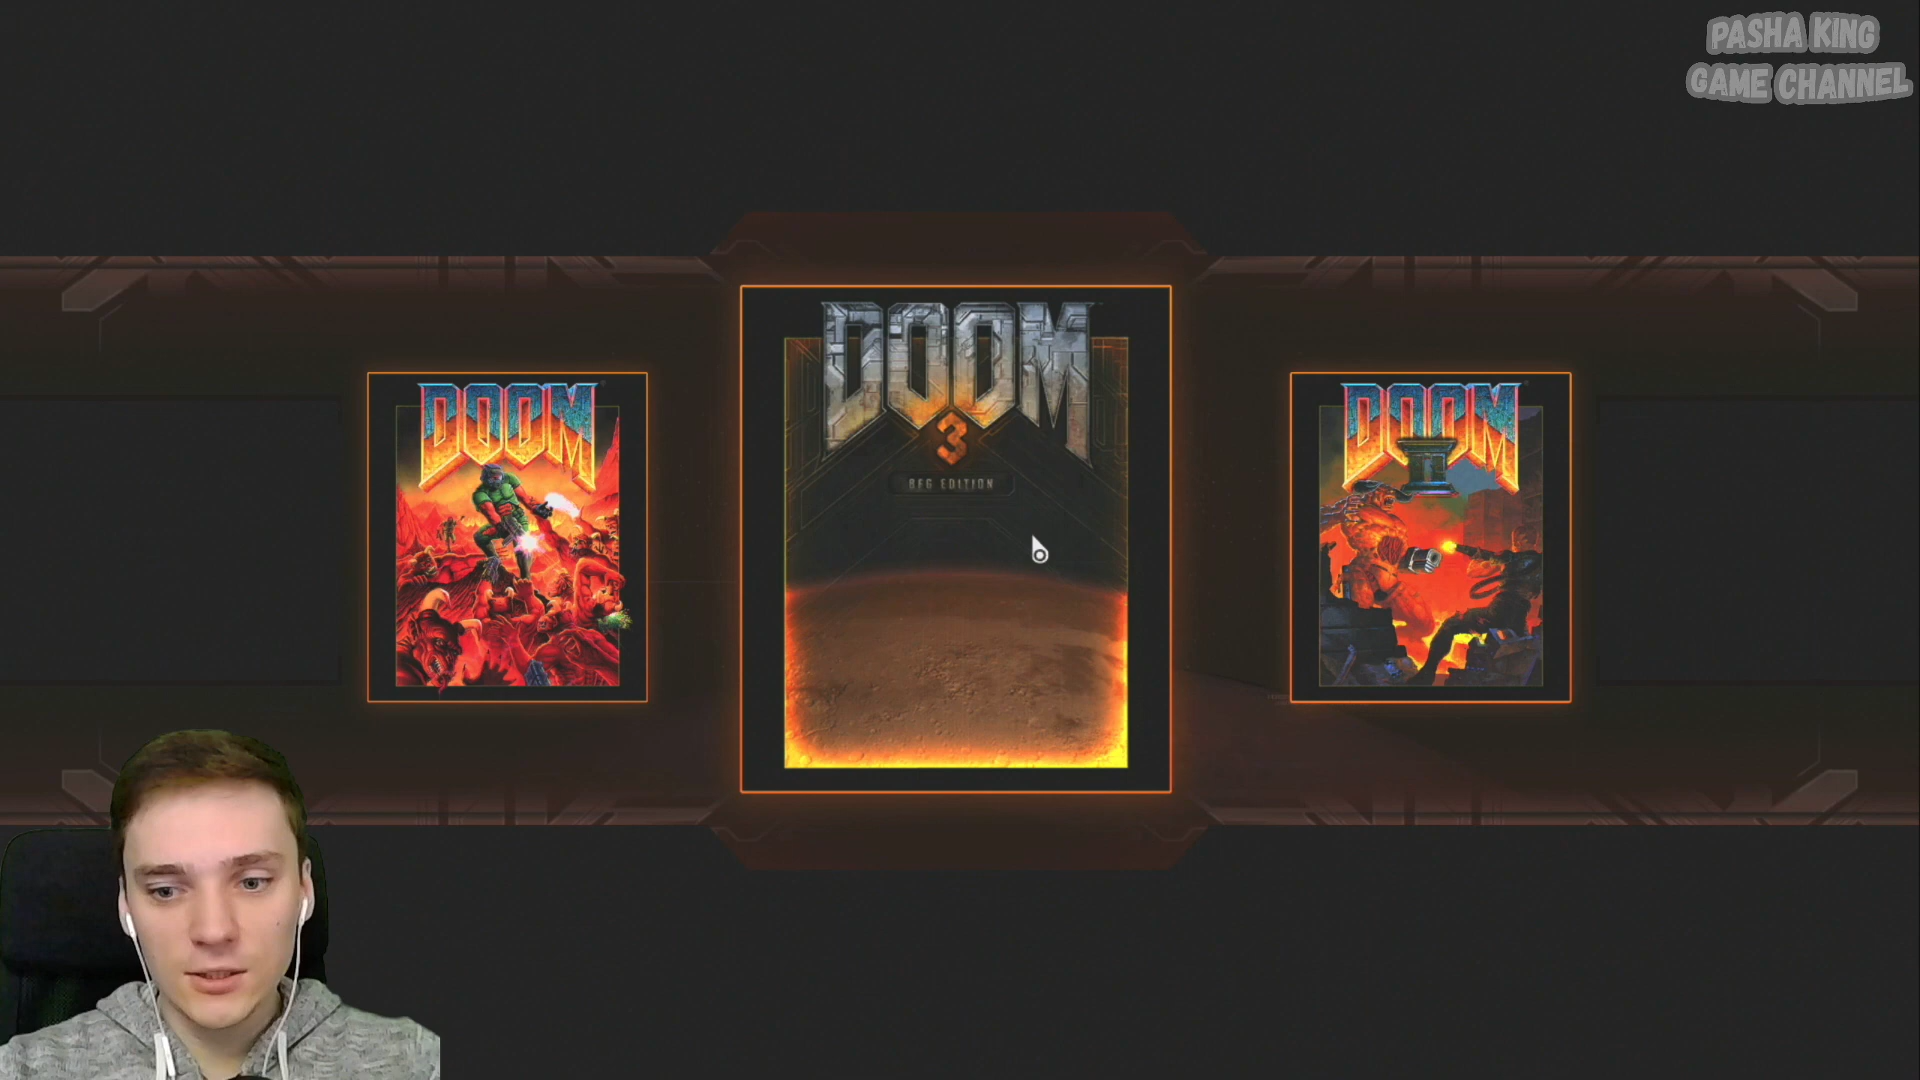 PASHA KING
GAME CHANNEL
DOOM
3
BFG EDITION
DOOM
DOOM
II